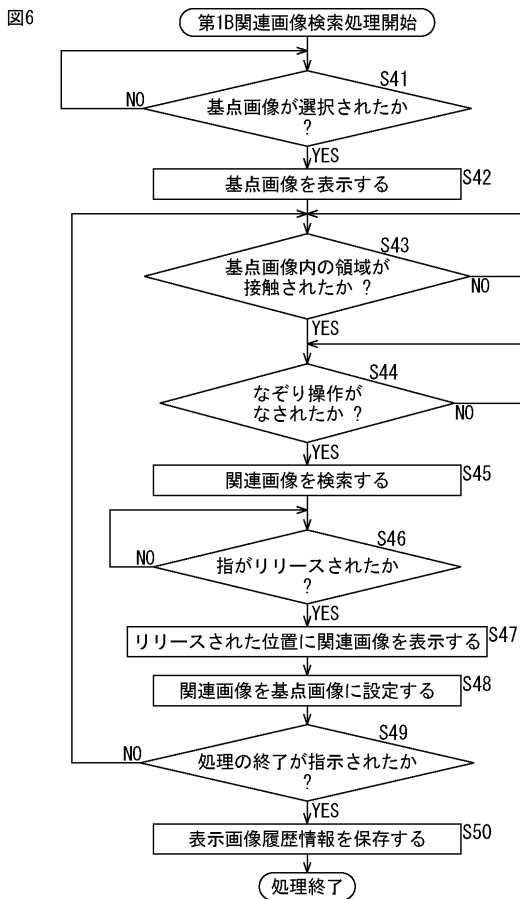 図6
第1B関連画像検索処理開始
S41
基点画像が選択されたか
?
NO
YES
基点画像を表示する
S42
S43
基点画像内の領域が
接触されたか ?
NO
YES
S44
なぞり操作が
なされたか ?
NO
YES
関連画像を検索する
S45
S46
指がリリースされたか
?
NO
YES
リリースされた位置に関連画像を表示する
S47
関連画像を基点画像に設定する
S48
S49
処理の終了が指示されたか
?
NO
YES
表示画像履歴情報を保存する
S50
処理終了